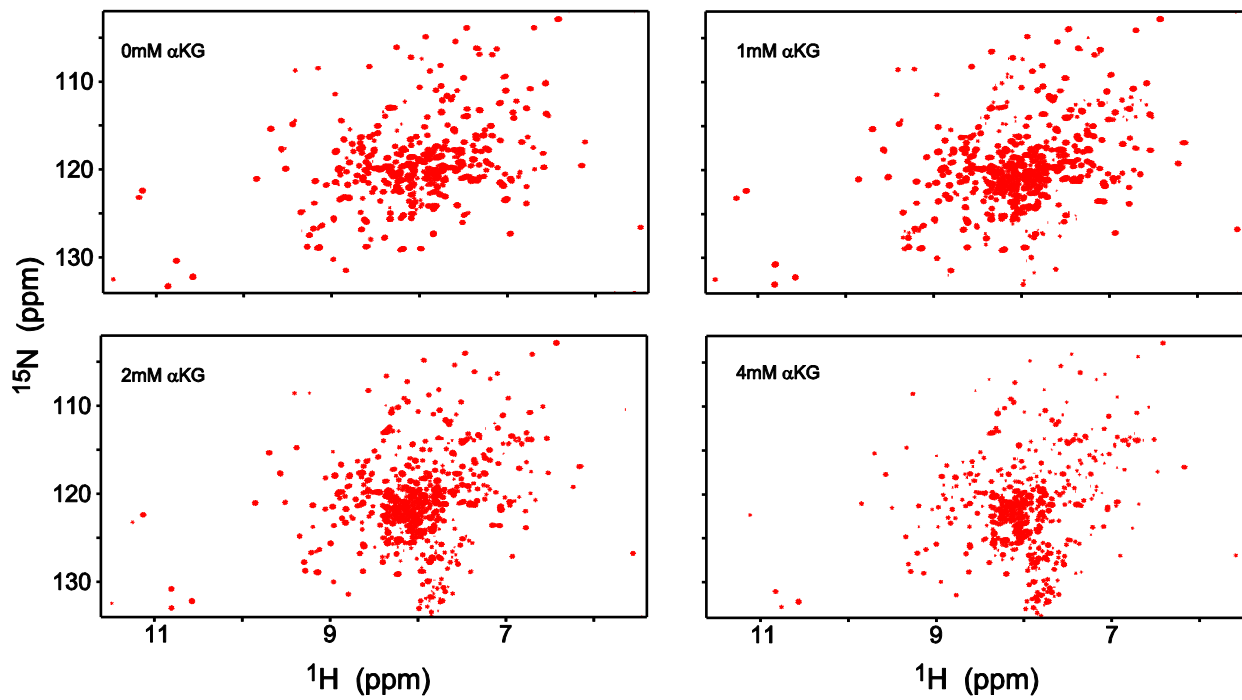 0mM αKG
1mM αKG
110
120
130
15N (ppm)
2mM αKG
4mM αKG
110
120
130
11 9 7
11 9 7
1H (ppm)
1H (ppm)